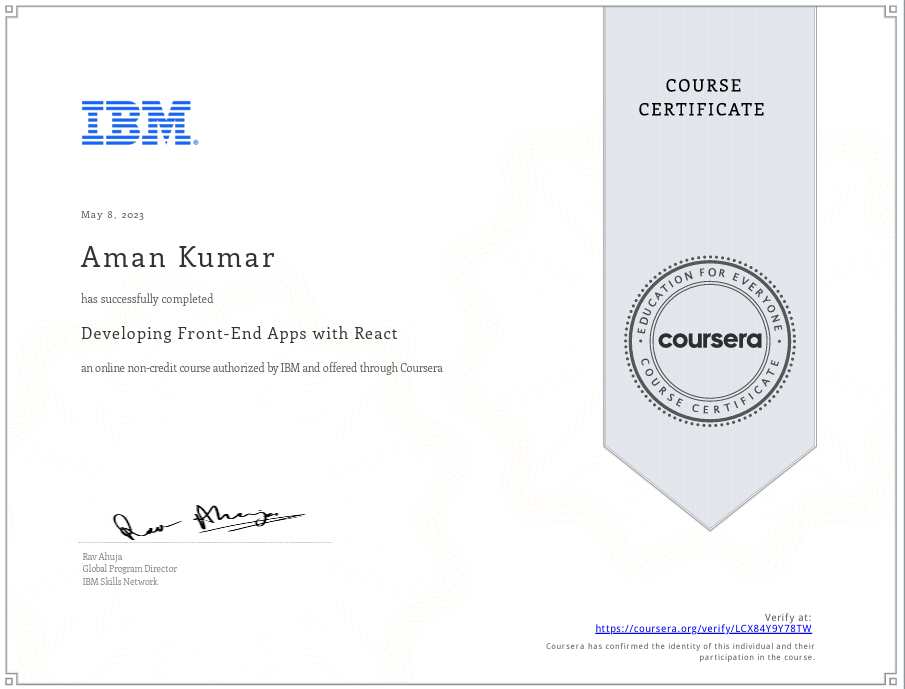 COURSE
CERTIFICATE
IBM®
May 8, 2023
Aman Kumar
has successfully completed
Developing Front-End Apps with React
an online non-credit course authorized by IBM and offered through Coursera
EDUCATION FOR EVERYONE
coursera
COURSE CERTIFICATE
Rav Ahuja
Rav Ahuja
Global Program Director
IBM Skills Network
Verify at:
https://coursera.org/verify/LCX84Y9Y78TW
Coursera has confirmed the identity of this individual and their
participation in the course.